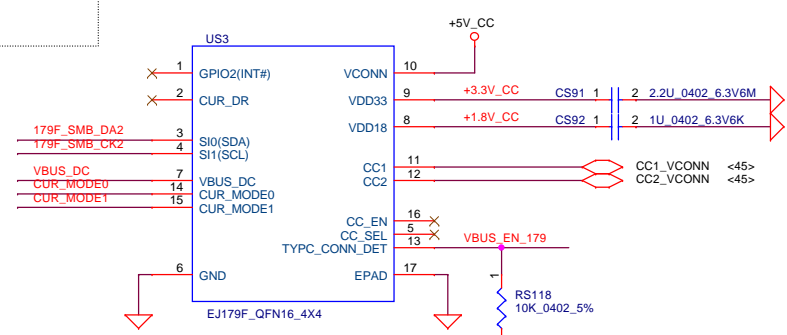 +5V_CC
US3
1 GPIO2(INT#) VCONN 10
2 CUR_DR VDD33 9 +3.3V_CC CS91 1 2 2.2U_0402_6.3V6M
VDD18 8 +1.8V_CC CS92 1 2 1U_0402_6.3V6K
179F_SMB_DA2 3 SI0(SDA)
179F_SMB_CK2 4 SI1(SCL)
CC1 11 CC1_VCONN <45>
VBUS_DC 7 VBUS_DC CC2 12 CC2_VCONN <45>
CUR_MODE0 14 CUR_MODE0
CUR_MODE1 15 CUR_MODE1
CC_EN 16
CC_SEL 5
TYPC_CONN_DET 13 VBUS_EN_179
6 GND EPAD 17
1 RS118
10K_0402_5%
EJ179F_QFN16_4X4